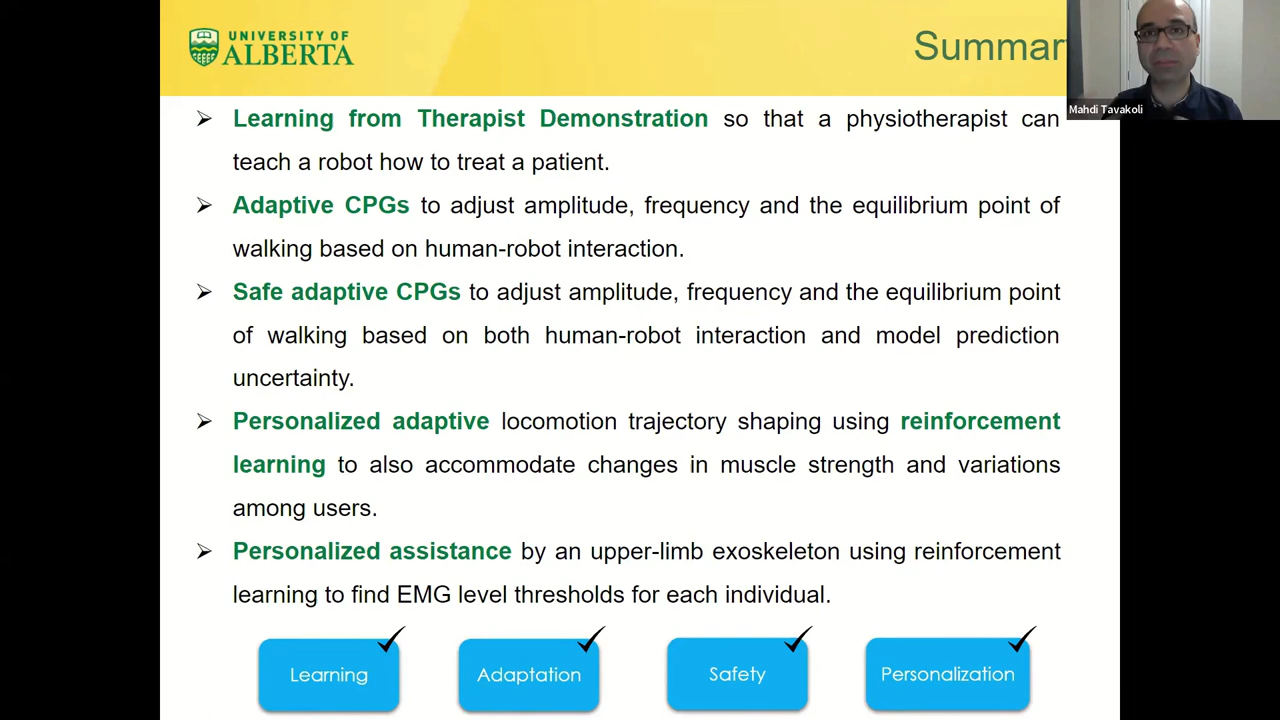 UNIVERSITY OF
ALBERTA
Summar
Mahdi Tavakoli
➢ Learning from Therapist Demonstration so that a physiotherapist can
teach a robot how to treat a patient.
➢ Adaptive CPGs to adjust amplitude, frequency and the equilibrium point of
walking based on human-robot interaction.
➢ Safe adaptive CPGs to adjust amplitude, frequency and the equilibrium point
of walking based on both human-robot interaction and model prediction
uncertainty.
➢ Personalized adaptive locomotion trajectory shaping using reinforcement
learning to also accommodate changes in muscle strength and variations
among users.
➢ Personalized assistance by an upper-limb exoskeleton using reinforcement
learning to find EMG level thresholds for each individual.
Learning
Adaptation
Safety
Personalization